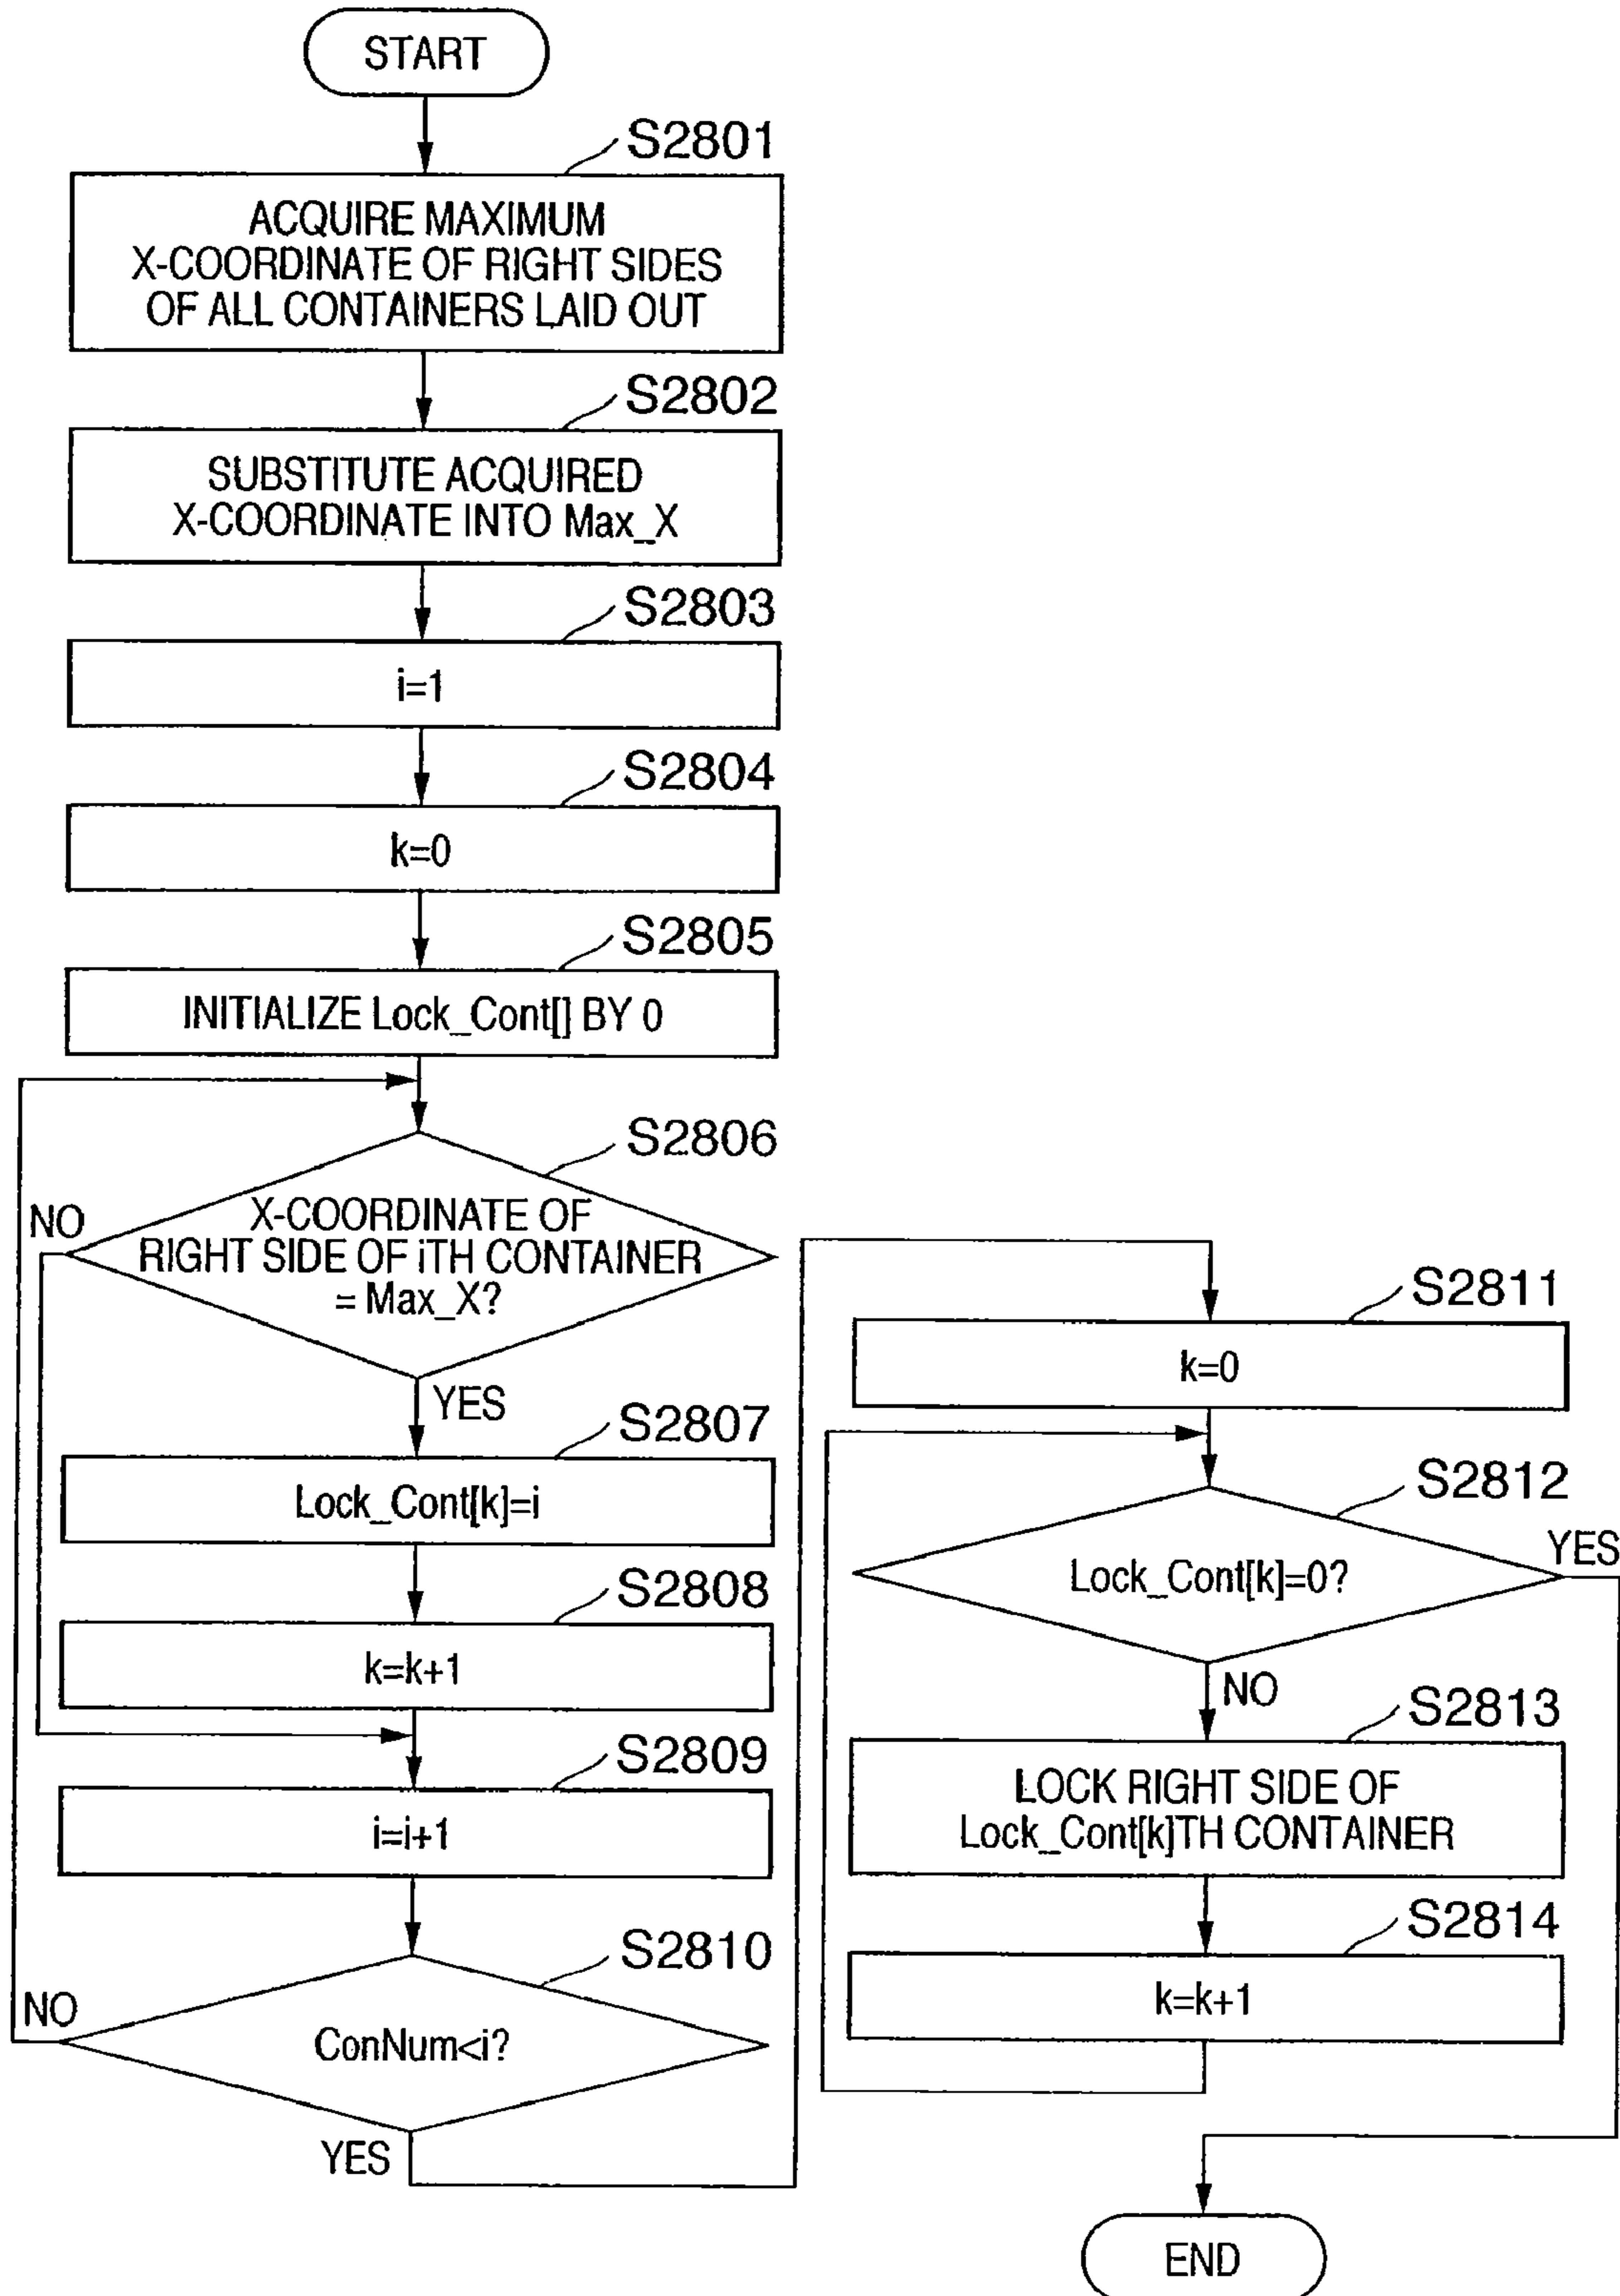 START
S2801
ACQUIRE MAXIMUM
X-COORDINATE OF RIGHT SIDES
OF ALL CONTAINERS LAID OUT
S2802
SUBSTITUTE ACQUIRED
X-COORDINATE INTO Max_X
S2803
i=1
S2804
k=0
S2805
INITIALIZE Lock_Cont[] BY 0
S2806
NO
X-COORDINATE OF
RIGHT SIDE OF iTH CONTAINER
= Max_X?
YES
S2807
Lock_Cont[k]=i
S2808
k=k+1
S2809
i=i+1
S2810
NO
ConNum<i?
YES
S2811
k=0
S2812
YES
Lock_Cont[k]=0?
NO
S2813
LOCK RIGHT SIDE OF
Lock_Cont[k]TH CONTAINER
S2814
k=k+1
END